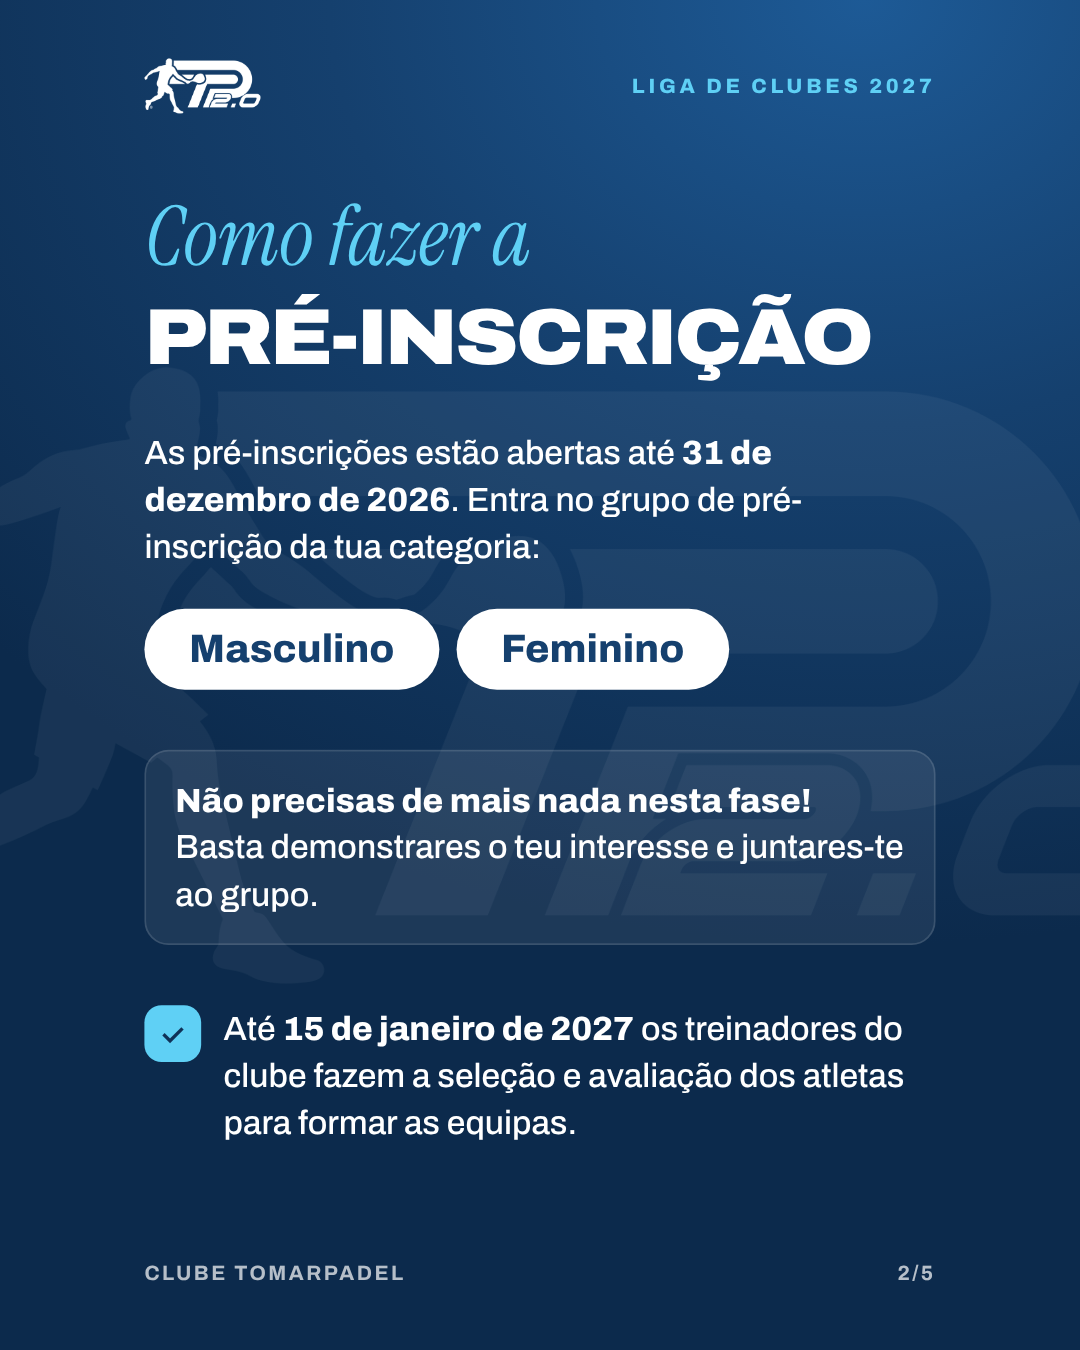 P2.0
LIGA DE CLUBES 2027
Como fazer a
PRÉ-INSCRIÇÃO
As pré-inscrições estão abertas até 31 de
dezembro de 2026. Entra no grupo de pré-
inscrição da tua categoria:
Masculino
Feminino
Não precisas de mais nada nesta fase!
Basta demonstrares o teu interesse e juntares-te
ao grupo.
Até 15 de janeiro de 2027 os treinadores do
clube fazem a seleção e avaliação dos atletas
para formar as equipas.
CLUBE TOMARPADEL
2/5